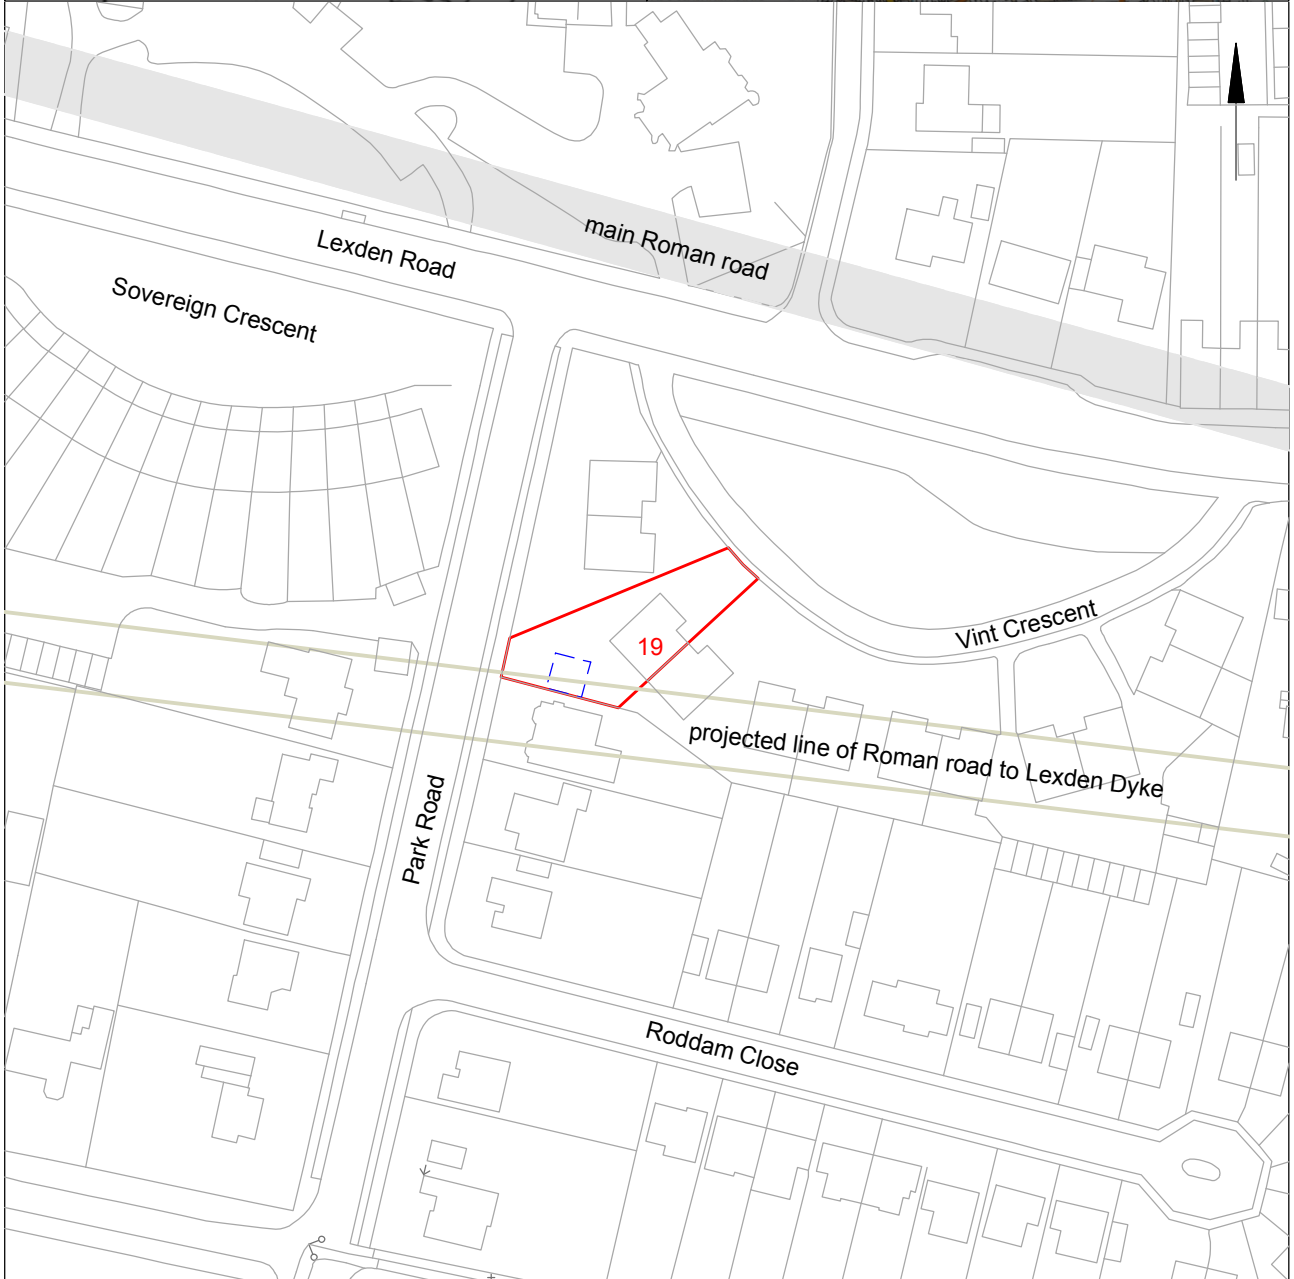 main Roman road
Lexden Road
Sovereign Crescent
Vint Crescent
19
projected line of Roman road to Lexden Dyke
Park Road
Roddam Close